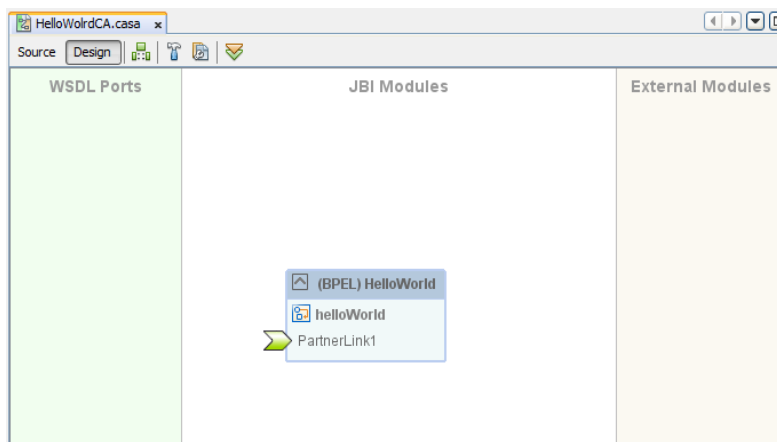 HelloWolrdCA.casa x
Source Design
WSDL Ports JBI Modules External Modules
(BPEL) HelloWorld
helloWorld
PartnerLink1